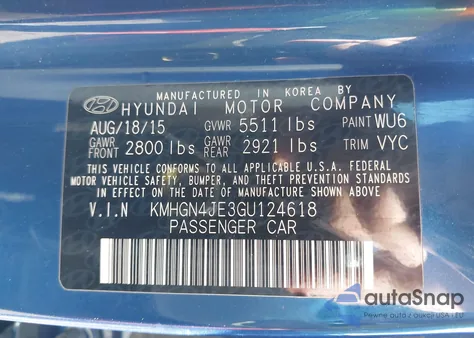 MANUFACTURED IN KOREA BY
HYUNDAI MOTOR COMPANY
AUG/18/15 GVWR 5511 lbs PAINT WU6
GAWR FRONT 2800 lbs GAWR REAR 2921 lbs TRIM VYC
THIS VEHICLE CONFORMS TO ALL APPLICABLE U.S.A. FEDERAL
MOTOR VEHICLE SAFETY, BUMPER, AND THEFT PREVENTION STANDARDS
IN EFFECT ON THE DATE OF MANUFACTURE SHOWN ABOVE.
V.I.N KMHGN4JE3GU124618
PASSENGER CAR
autaSnap